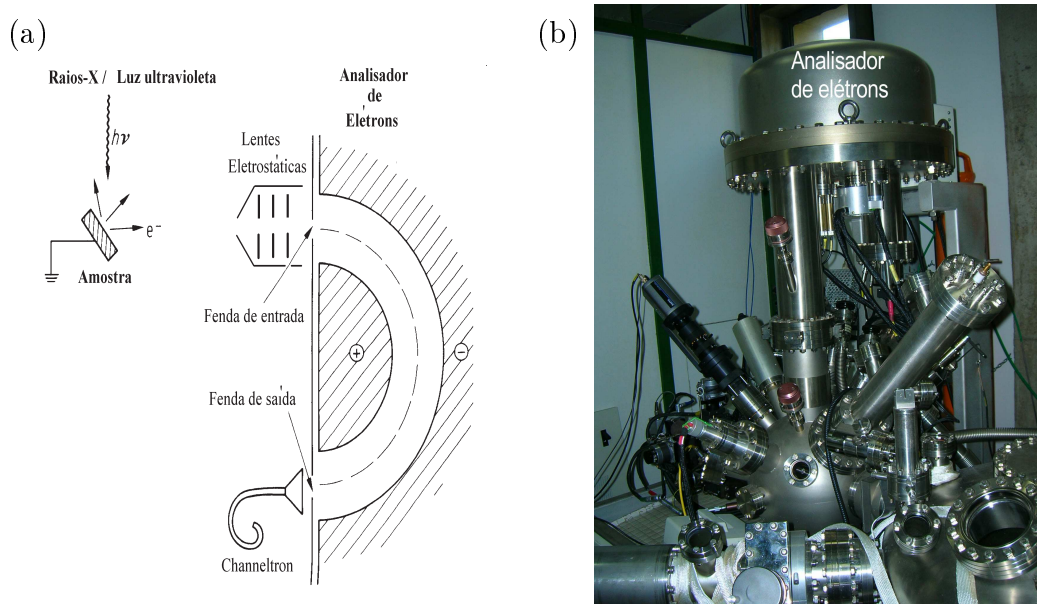 (a)
Raios-X / Luz ultravioleta
hν
e⁻
Amostra
Analisador
de
Elétrons
Lentes
Eletrostáticas
Fenda de entrada
+
−
Fenda de saída
Channeltron
(b)
Analisador
de elétrons